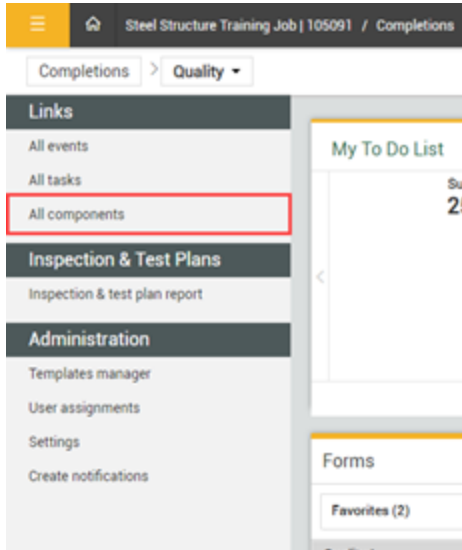 Steel Structure Training Job | 105091 / Completions
Completions > Quality
Links
All events
All tasks
All components
Inspection & Test Plans
Inspection & test plan report
Administration
Templates manager
User assignments
Settings
Create notifications
My To Do List
Forms
Favorites (2)